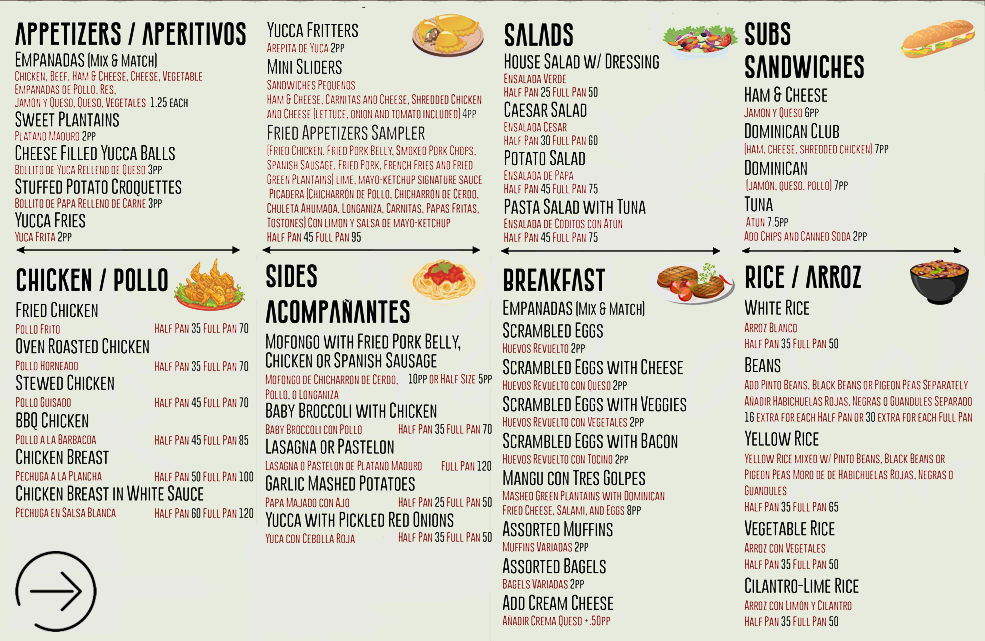 APPETIZERS / APERITIVOS
EMPANADAS (MIX & MATCH)
CHICKEN, BEEF, HAM & CHEESE, CHEESE, VEGETABLE
EMPANADAS DE POLLO, RES,
JAMÓN Y QUESO, QUESO, VEGETALES 1.25 EACH
SWEET PLANTAINS
PLATANO MADURO 2PP
CHEESE FILLED YUCCA BALLS
BOLLITO DE YUCA RELLENO DE QUESO 3PP
STUFFED POTATO CROQUETTES
BOLLITO DE PAPA RELLENO DE CARNE 3PP
YUCCA FRIES
YUCA FRITA 2PP
YUCCA FRITTERS
AREPITA DE YUCA 2PP
MINI SLIDERS
SANDWICHES PEQUENOS
HAM & CHEESE, CARNITAS AND CHEESE, SHREDDED CHICKEN
AND CHEESE (LETTUCE, ONION AND TOMATO INCLUDED) 4PP
FRIED APPETIZERS SAMPLER
(FRIED CHICKEN, FRIED PORK BELLY, SMOKED PORK CHOPS,
SPANISH SAUSAGE, FRIED PORK, FRENCH FRIES AND FRIED
GREEN PLANTAINS) LIME, MAYO-KETCHUP SIGNATURE SAUCE
PICADERA (CHICHARRÓN DE POLLO, CHICHARRÓN DE CERDO,
CHULETA AHUMADA, LONGANIZA, CARNITAS, PAPAS FRITAS,
TOSTONES) CON LIMON Y SALSA DE MAYO-KETCHUP
HALF PAN 45 FULL PAN 95
SALADS
HOUSE SALAD W/ DRESSING
ENSALADA VERDE
HALF PAN 25 FULL PAN 50
CAESAR SALAD
ENSALADA CESAR
HALF PAN 30 FULL PAN 60
POTATO SALAD
ENSALADA DE PAPA
HALF PAN 45 FULL PAN 75
PASTA SALAD WITH TUNA
ENSALADA DE CODITOS CON ATUN
HALF PAN 45 FULL PAN 75
SUBS
SANDWICHES
HAM & CHEESE
JAMON Y QUESO 6PP
DOMINICAN CLUB
(HAM, CHEESE, SHREDDED CHICKEN) 7PP
DOMINICAN
(JAMÓN, QUESO, POLLO) 7PP
TUNA
ATÚN 7.5PP
ADD CHIPS AND CANNED SODA 2PP
CHICKEN / POLLO
FRIED CHICKEN
POLLO FRITO HALF PAN 35 FULL PAN 70
OVEN ROASTED CHICKEN
POLLO HORNEADO HALF PAN 35 FULL PAN 70
STEWED CHICKEN
POLLO GUISADO HALF PAN 45 FULL PAN 70
BBQ CHICKEN
POLLO A LA BARBACOA HALF PAN 45 FULL PAN 85
CHICKEN BREAST
PECHUGA A LA PLANCHA HALF PAN 50 FULL PAN 100
CHICKEN BREAST IN WHITE SAUCE
PECHUGA EN SALSA BLANCA HALF PAN 60 FULL PAN 120
SIDES
ACOMPAÑANTES
MOFONGO WITH FRIED PORK BELLY,
CHICKEN OR SPANISH SAUSAGE
MOFONGO DE CHICHARRON DE CERDO, 10PP OR HALF SIZE 5PP
POLLO, O LONGANIZA
BABY BROCCOLI WITH CHICKEN
BABY BROCCOLI CON POLLO HALF PAN 35 FULL PAN 70
LASAGNA OR PASTELON
LASAGNA O PASTELON DE PLATANO MADURO FULL PAN 120
GARLIC MASHED POTATOES
PAPA MAJADO CON AJO HALF PAN 25 FULL PAN 50
YUCCA WITH PICKLED RED ONIONS
YUCA CON CEBOLLA ROJA HALF PAN 35 FULL PAN 50
BREAKFAST
EMPANADAS (MIX & MATCH)
SCRAMBLED EGGS
HUEVOS REVUELTO 2PP
SCRAMBLED EGGS WITH CHEESE
HUEVOS REVUELTO CON QUESO 2PP
SCRAMBLED EGGS WITH VEGGIES
HUEVOS REVUELTO CON VEGETALES 2PP
SCRAMBLED EGGS WITH BACON
HUEVOS REVUELTO CON TOCINO 2PP
MANGU CON TRES GOLPES
MASHED GREEN PLANTAINS WITH DOMINICAN
FRIED CHEESE, SALAMI, AND EGGS 8PP
ASSORTED MUFFINS
MUFFINS VARIADAS 2PP
ASSORTED BAGELS
BAGELS VARIADAS 2PP
ADD CREAM CHEESE
AÑADIR CREMA QUESO +.50PP
RICE / ARROZ
WHITE RICE
ARROZ BLANCO
HALF PAN 35 FULL PAN 50
BEANS
ADD PINTO BEANS, BLACK BEANS OR PIGEON PEAS SEPARATELY
AÑADIR HABICHUELAS ROJAS, NEGRAS O GUANDULES SEPARADO
16 EXTRA FOR EACH HALF PAN OR 30 EXTRA FOR EACH FULL PAN
YELLOW RICE
YELLOW RICE MIXED W/ PINTO BEANS, BLACK BEANS OR
PIGEON PEAS MORO DE DE HABICHUELAS ROJAS, NEGRAS O
GUANDULES
HALF PAN 35 FULL PAN 65
VEGETABLE RICE
ARROZ CON VEGETALES
HALF PAN 35 FULL PAN 50
CILANTRO-LIME RICE
ARROZ CON LIMÓN Y CILANTRO
HALF PAN 35 FULL PAN 50